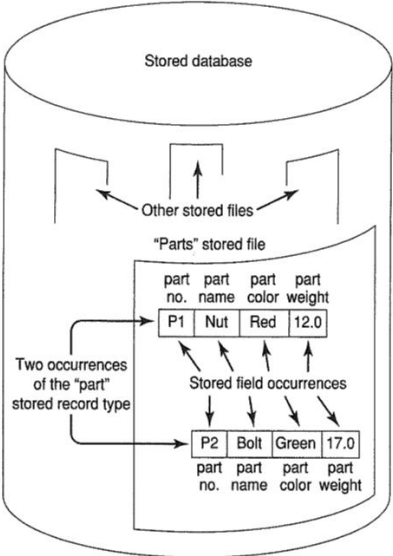 Stored database
Other stored files
"Parts" stored file
part part part part
no. name color weight
P1 Nut Red 12.0
Two occurrences
of the "part"
stored record type
Stored field occurrences
P2 Bolt Green 17.0
part part part part
no. name color weight